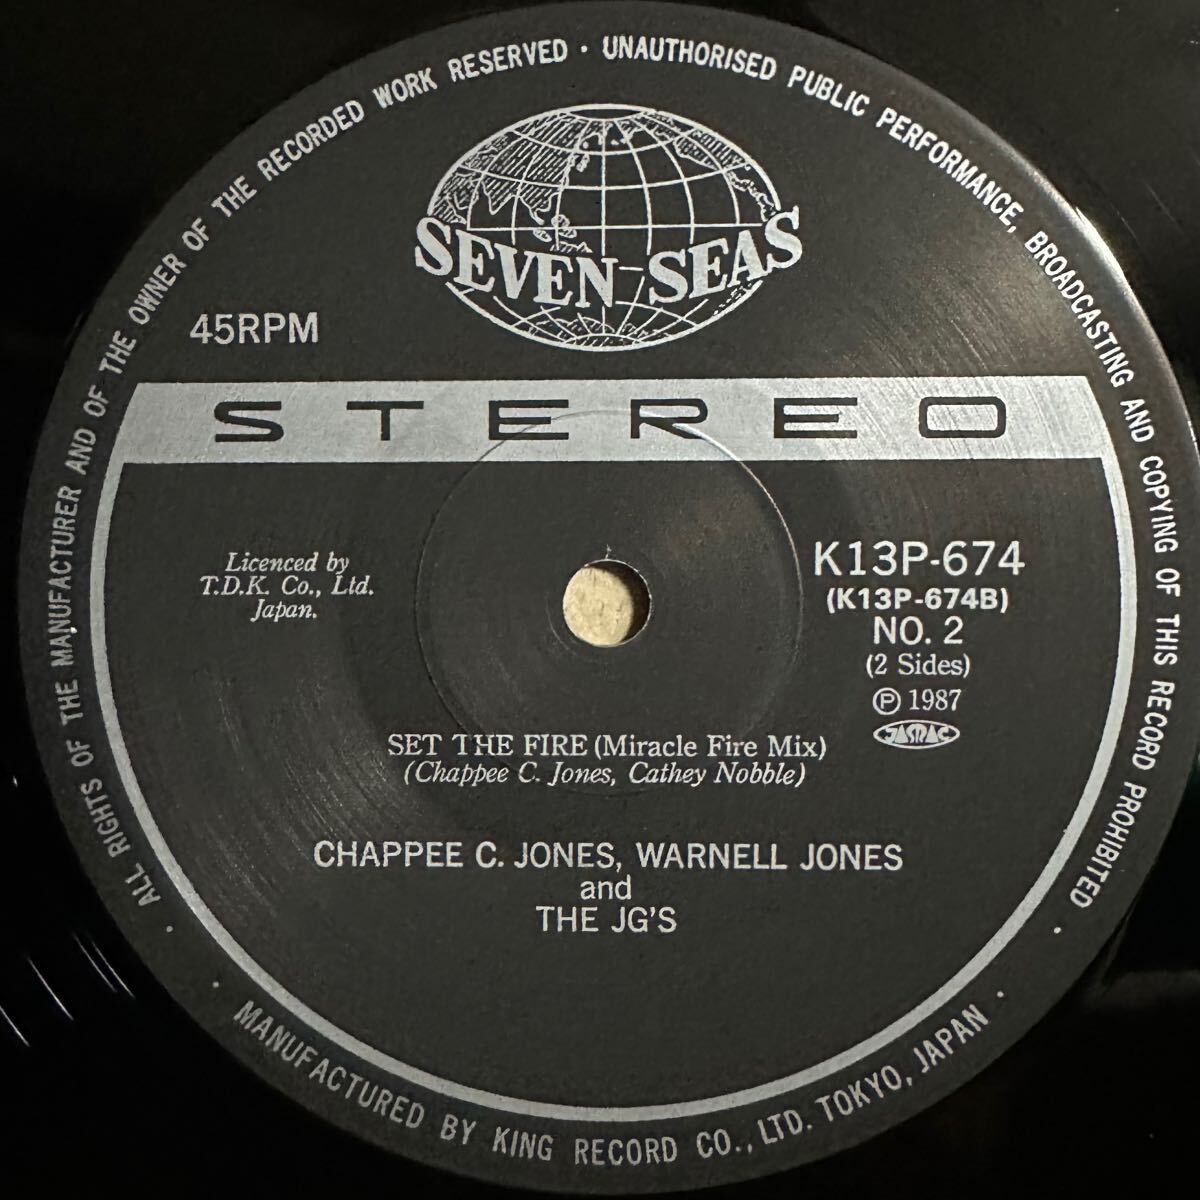 ALL RIGHTS OF THE MANUFACTURER AND OF THE OWNER OF THE RECORDED WORK RESERVED · UNAUTHORISED PUBLIC PERFORMANCE, BROADCASTING AND COPYING OF THIS RECORD PROHIBITED
SEVEN SEAS
45RPM
STEREO
Licenced by
T.D.K. Co., Ltd.
Japan.
K13P-674
(K13P-674B)
NO. 2
(2 Sides)
Ⓟ 1987
JASRAC
SET THE FIRE (Miracle Fire Mix)
(Chappee C. Jones, Cathey Nobble)
CHAPPEE C. JONES, WARNELL JONES
and
THE JG'S
· MANUFACTURED BY KING RECORD CO., LTD. TOKYO, JAPAN ·